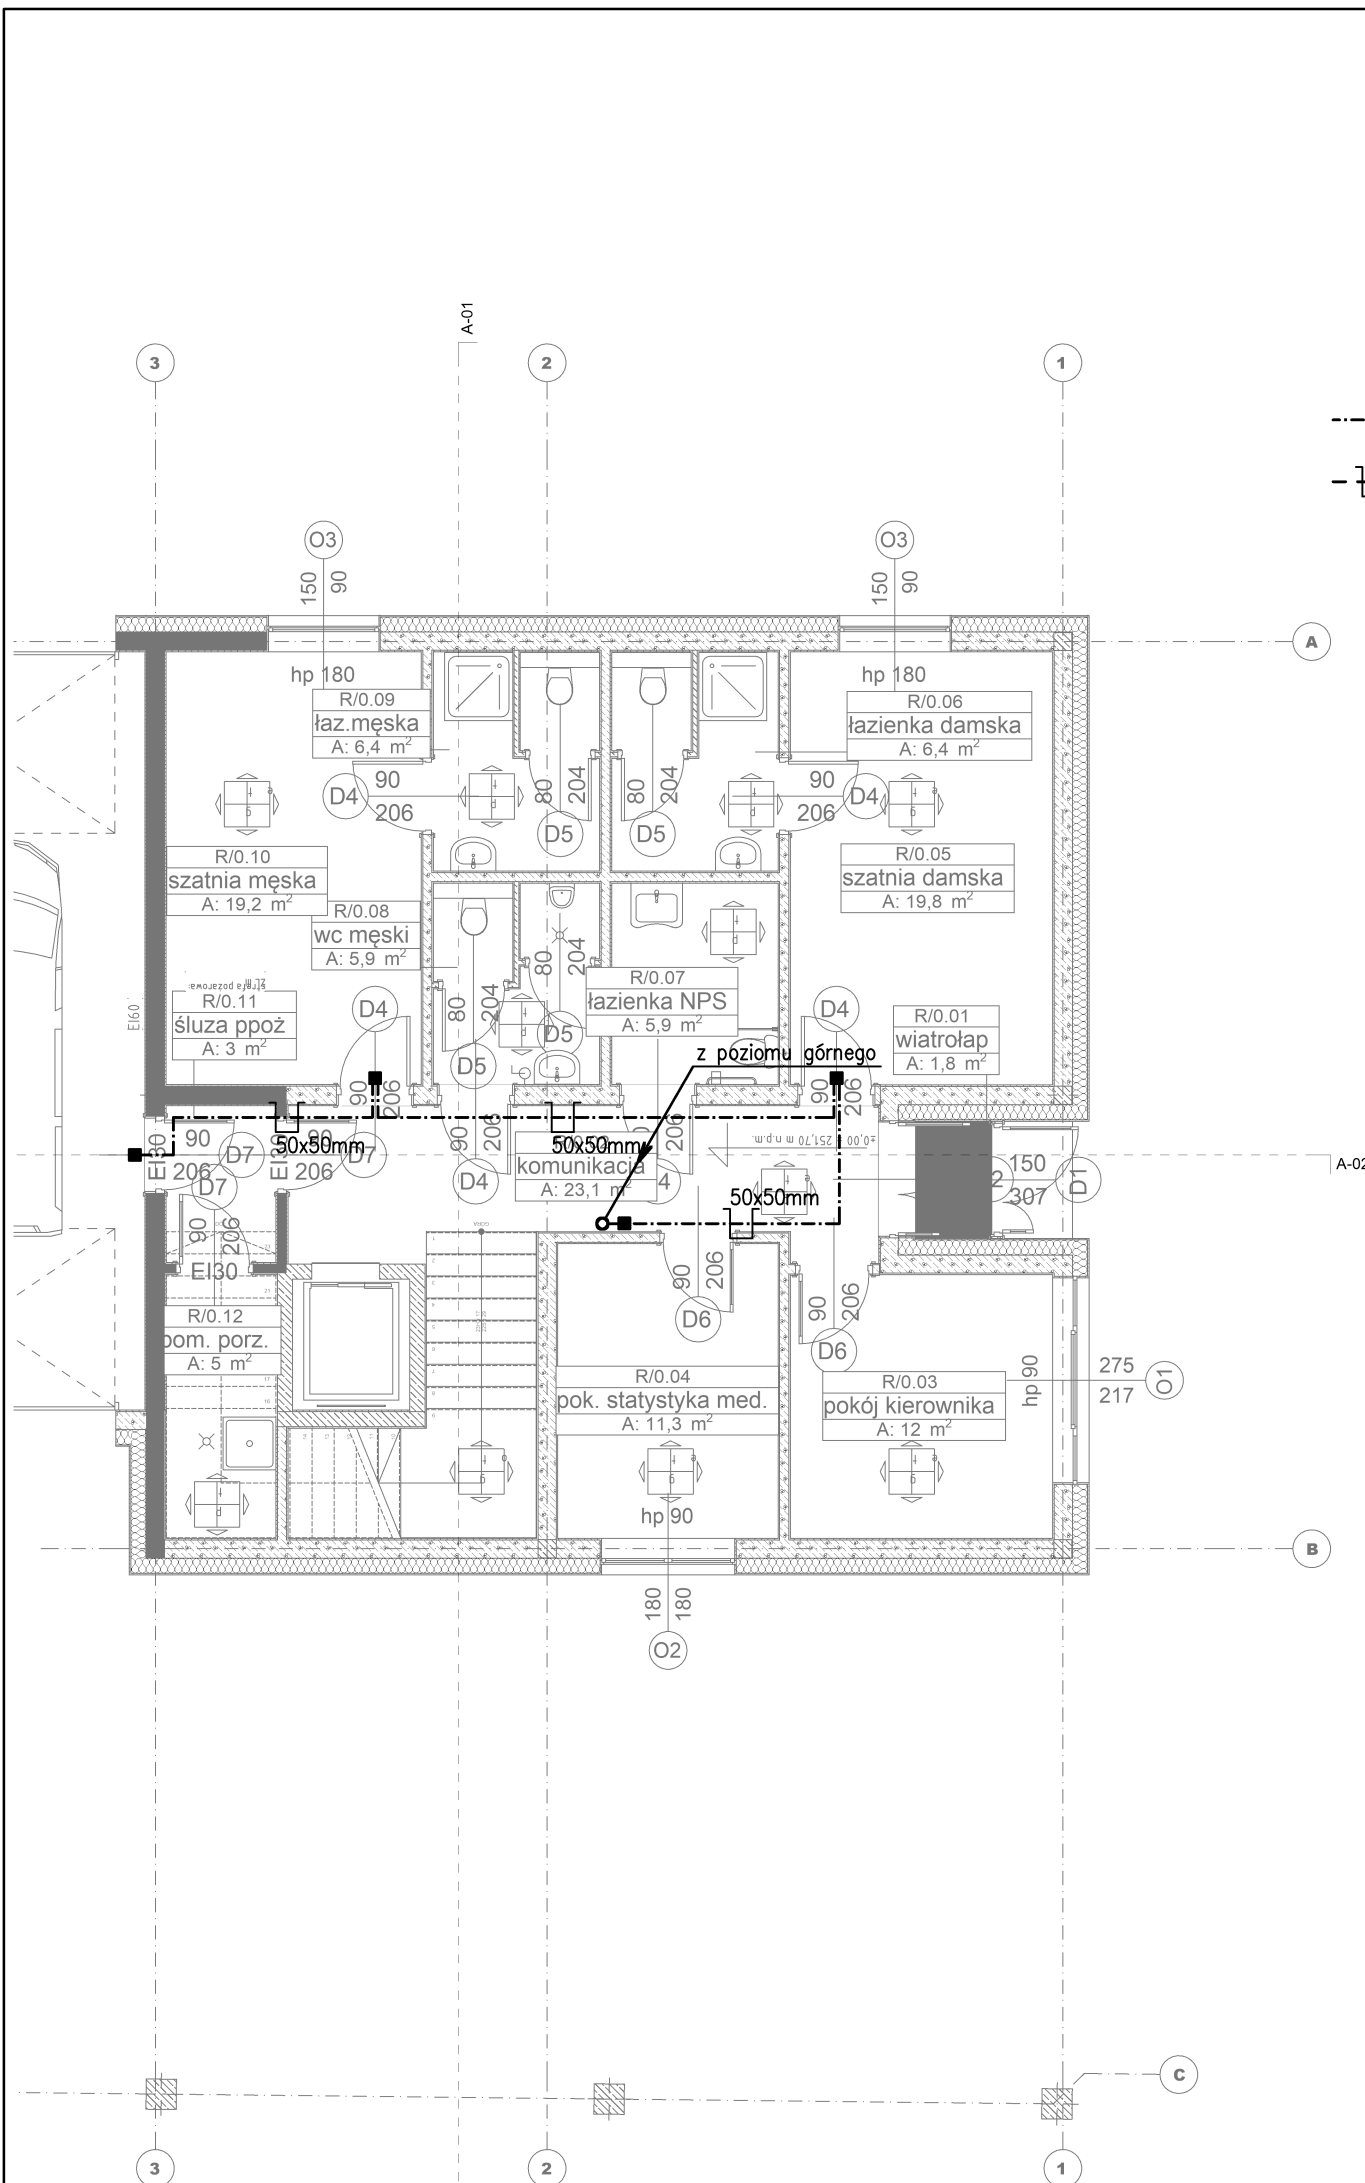 A-01
3
2
1
O3
150
90
O3
150
90
A
hp 180
hp 180
R/0.09
łaz.męska
A: 6,4 m²
R/0.06
łazienka damska
A: 6,4 m²
D4
90
206
80
204
D5
80
204
D5
90
206
D4
R/0.10
szatnia męska
A: 19,2 m²
R/0.05
szatnia damska
A: 19,8 m²
R/0.08
wc męski
A: 5,9 m²
80
204
R/0.07
łazienka NPS
A: 5,9 m²
R/0.11
śluza ppoż
A: 3 m²
EI60
D4
80
204
D5
D5
D4
R/0.01
wiatrołap
A: 1,8 m²
z poziomu górnego
90
206
90
206
50x50mm
50x50mm
EI30
90
206
D7
EI30
90
206
D7
D7
90
206
D4
206
komunikacja
A: 23,1 m²
±0,00 251,70 m n.p.m.
150
307
D1
A-02
50x50mm
90
206
EI30
GÓRA
90
206
D6
90
206
D6
R/0.12
pom. porz.
A: 5 m²
R/0.04
pok. statystyka med.
A: 11,3 m²
R/0.03
pokój kierownika
A: 12 m²
hp 90
275
217
O1
hp 90
B
180
180
O2
C
3
2
1